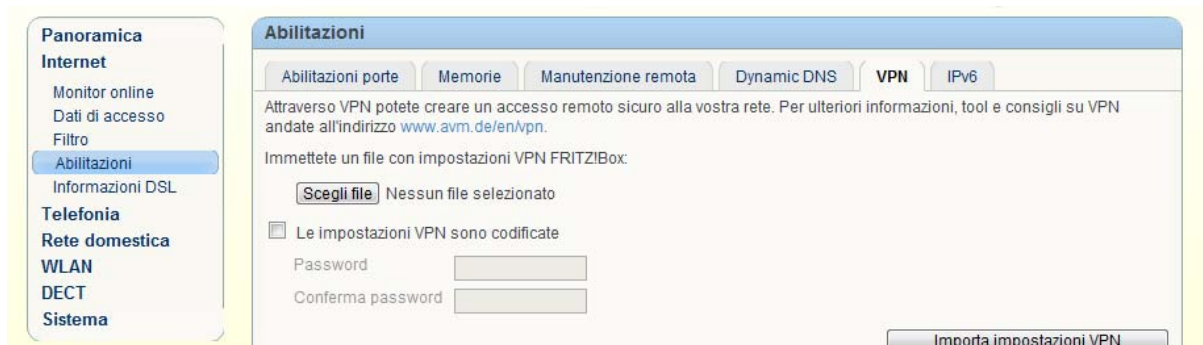 Panoramica
Internet
Monitor online
Dati di accesso
Filtro
Abilitazioni
Informazioni DSL
Telefonia
Rete domestica
WLAN
DECT
Sistema
Abilitazioni
Abilitazioni porte Memorie Manutenzione remota Dynamic DNS VPN IPv6
Attraverso VPN potete creare un accesso remoto sicuro alla vostra rete. Per ulteriori informazioni, tool e consigli su VPN
andate all'indirizzo www.avm.de/en/vpn.
Immettete un file con impostazioni VPN FRITZ!Box:
Scegli file Nessun file selezionato
Le impostazioni VPN sono codificate
Password
Conferma password
Importa impostazioni VPN